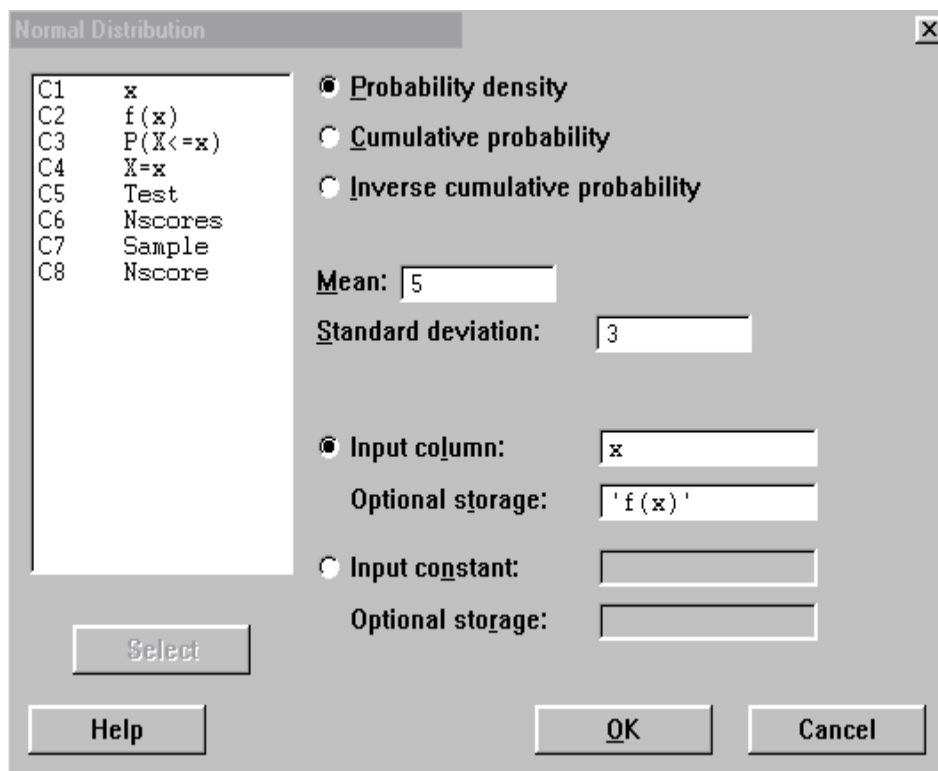 Normal Distribution
C1 x
C2 f(x)
C3 P(X<=x)
C4 X=x
C5 Test
C6 Nscores
C7 Sample
C8 Nscore
Probability density
Cumulative probability
Inverse cumulative probability
Mean: 5
Standard deviation: 3
Input column: x
Optional storage: 'f(x)'
Input constant:
Optional storage:
Select
Help
OK
Cancel